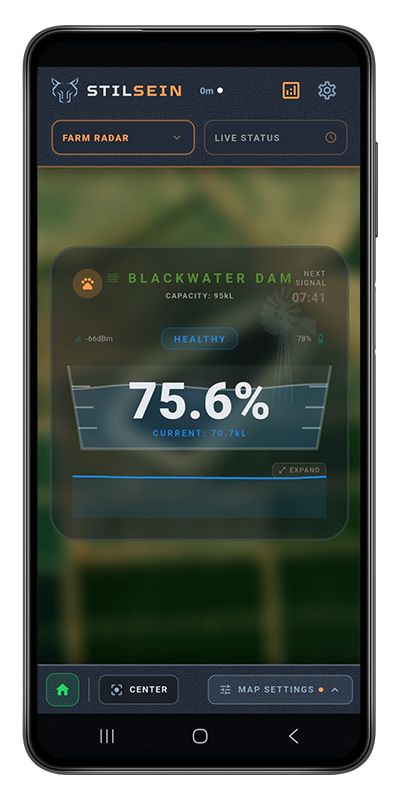 STILSEIN
0m
FARM RADAR
LIVE STATUS
BLACKWATER DAM
CAPACITY: 95kL
NEXT
SIGNAL
07:41
-66dBm
HEALTHY
78%
75.6%
CURRENT: 70.7kL
EXPAND
CENTER
MAP SETTINGS